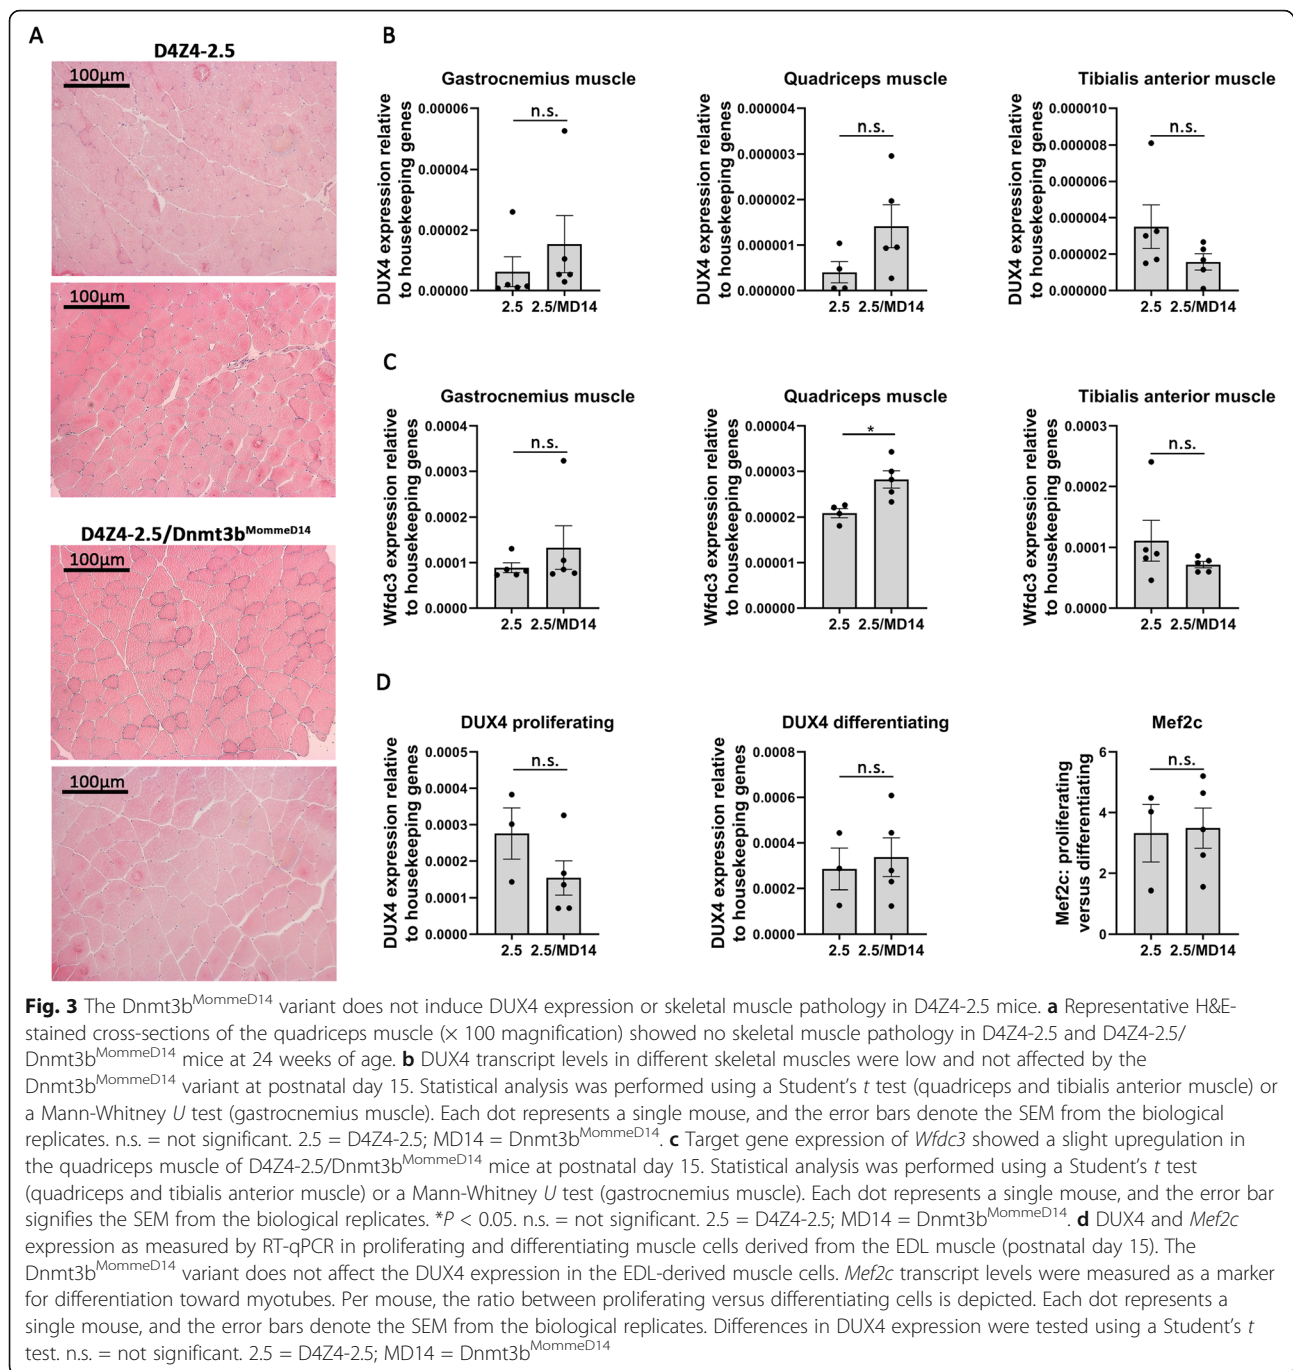 A
D4Z4-2.5
100µm
100µm
D4Z4-2.5/Dnmt3bMommeD14
100µm
100µm
B
Gastrocnemius muscle
DUX4 expression relative
to housekeeping genes
0.00006
0.00004
0.00002
0.00000
n.s.
2.5 2.5/MD14
Quadriceps muscle
DUX4 expression relative
to housekeeping genes
0.000004
0.000003
0.000002
0.000001
0.000000
n.s.
2.5 2.5/MD14
Tibialis anterior muscle
DUX4 expression relative
to housekeeping genes
0.000010
0.000008
0.000006
0.000004
0.000002
0.000000
n.s.
2.5 2.5/MD14
C
Gastrocnemius muscle
Wfdc3 expression relative
to housekeeping genes
0.0004
0.0003
0.0002
0.0001
0.0000
n.s.
2.5 2.5/MD14
Quadriceps muscle
Wfdc3 expression relative
to housekeeping genes
0.00004
0.00003
0.00002
0.00001
0.00000
*
2.5 2.5/MD14
Tibialis anterior muscle
Wfdc3 expression relative
to housekeeping genes
0.0003
0.0002
0.0001
0.0000
n.s.
2.5 2.5/MD14
D
DUX4 proliferating
DUX4 expression relative
to housekeeping genes
0.0005
0.0004
0.0003
0.0002
0.0001
0.0000
n.s.
2.5 2.5/MD14
DUX4 differentiating
DUX4 expression relative
to housekeeping genes
0.0008
0.0006
0.0004
0.0002
0.0000
n.s.
2.5 2.5/MD14
Mef2c
Mef2c: proliferating
versus differentiating
6
4
2
0
n.s.
2.5 2.5/MD14
Fig. 3 The Dnmt3bMommeD14 variant does not induce DUX4 expression or skeletal muscle pathology in D4Z4-2.5 mice. a Representative H&E-
stained cross-sections of the quadriceps muscle (× 100 magnification) showed no skeletal muscle pathology in D4Z4-2.5 and D4Z4-2.5/
Dnmt3bMommeD14 mice at 24 weeks of age. b DUX4 transcript levels in different skeletal muscles were low and not affected by the
Dnmt3bMommeD14 variant at postnatal day 15. Statistical analysis was performed using a Student's t test (quadriceps and tibialis anterior muscle) or
a Mann-Whitney U test (gastrocnemius muscle). Each dot represents a single mouse, and the error bars denote the SEM from the biological
replicates. n.s. = not significant. 2.5 = D4Z4-2.5; MD14 = Dnmt3bMommeD14. c Target gene expression of Wfdc3 showed a slight upregulation in
the quadriceps muscle of D4Z4-2.5/Dnmt3bMommeD14 mice at postnatal day 15. Statistical analysis was performed using a Student's t test
(quadriceps and tibialis anterior muscle) or a Mann-Whitney U test (gastrocnemius muscle). Each dot represents a single mouse, and the error bar
signifies the SEM from the biological replicates. *P < 0.05. n.s. = not significant. 2.5 = D4Z4-2.5; MD14 = Dnmt3bMommeD14. d DUX4 and Mef2c
expression as measured by RT-qPCR in proliferating and differentiating muscle cells derived from the EDL muscle (postnatal day 15). The
Dnmt3bMommeD14 variant does not affect the DUX4 expression in the EDL-derived muscle cells. Mef2c transcript levels were measured as a marker
for differentiation toward myotubes. Per mouse, the ratio between proliferating versus differentiating cells is depicted. Each dot represents a
single mouse, and the error bars denote the SEM from the biological replicates. Differences in DUX4 expression were tested using a Student's t
test. n.s. = not significant. 2.5 = D4Z4-2.5; MD14 = Dnmt3bMommeD14